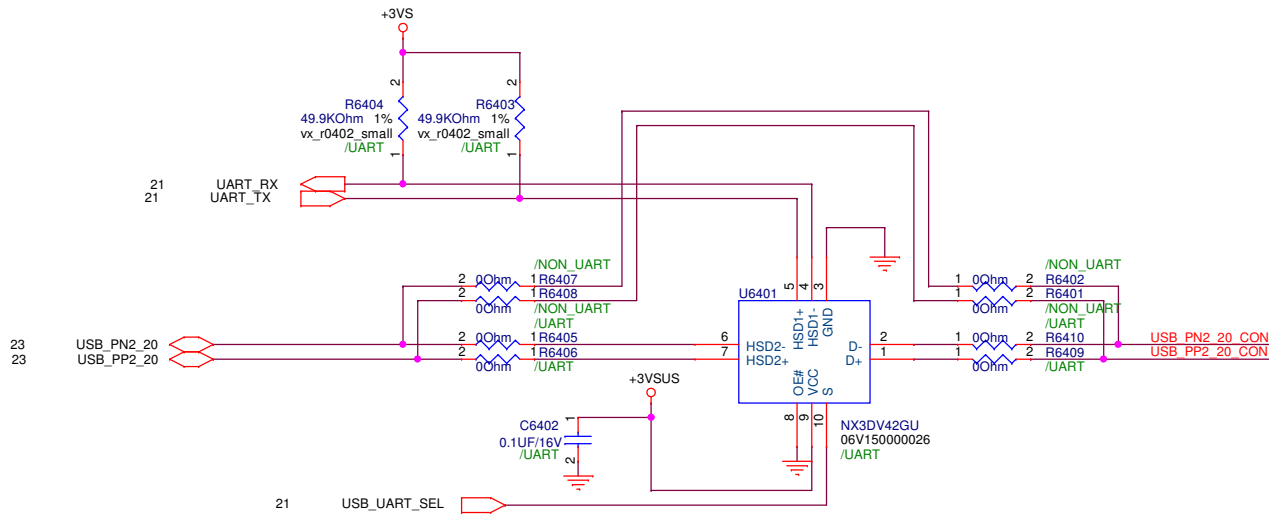 +3VS
2
2
R6404
R6403
49.9KOhm 1%
49.9KOhm 1%
vx_r0402_small
vx_r0402_small
/UART
/UART
1
1
21 UART_RX
21 UART_TX
/NON_UART
/NON_UART
2 0Ohm 1 R6407
1 0Ohm 2 R6402
2 1 R6408
1 2 R6401
0Ohm /NON_UART
0Ohm /NON_UART
/UART
/UART
U6401
5 4 3
HSD1+ HSD1- GND
23 USB_PN2_20
2 0Ohm 1 R6405
6 HSD2-
D- 2
1 0Ohm 2 R6410
USB_PN2_20_CON
23 USB_PP2_20
2 1 R6406
7 HSD2+
D+ 1
1 2 R6409
USB_PP2_20_CON
0Ohm /UART
0Ohm /UART
OE# VCC S
8 9 10
+3VSUS
C6402 1
0.1UF/16V
/UART 2
NX3DV42GU
06V150000026
/UART
21 USB_UART_SEL